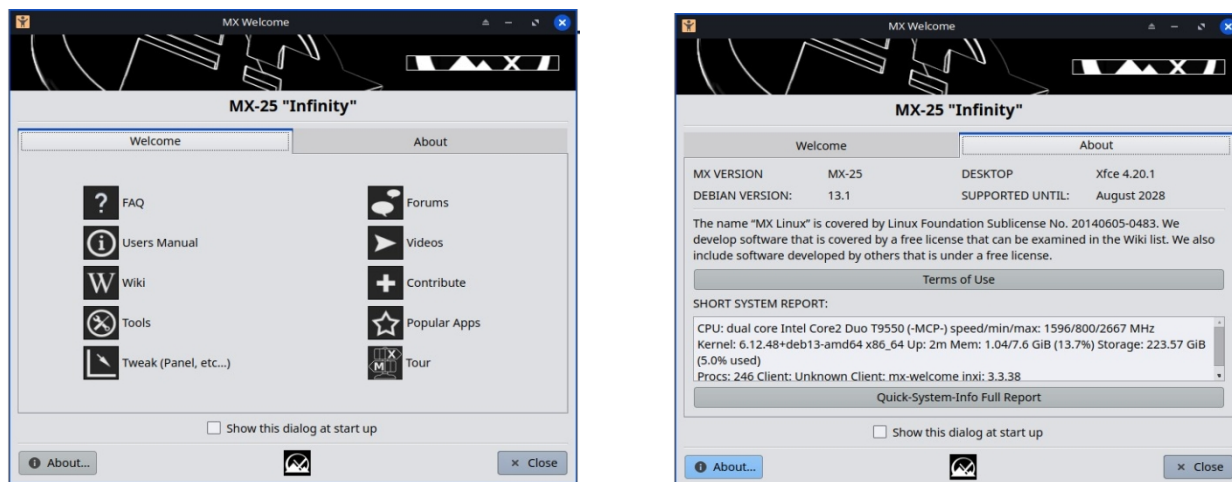 MX Welcome
MX
MX-25 "Infinity"
Welcome About
? FAQ Forums
Users Manual Videos
W Wiki Contribute
Tools Popular Apps
Tweak (Panel, etc...) MX Tour
Show this dialog at start up
About... Close
MX Welcome
MX
MX-25 "Infinity"
Welcome About
MX VERSION MX-25 DESKTOP Xfce 4.20.1
DEBIAN VERSION: 13.1 SUPPORTED UNTIL: August 2028
The name “MX Linux” is covered by Linux Foundation Sublicense No. 20140605-0483. We
develop software that is covered by a free license that can be examined in the Wiki list. We also
include software developed by others that is under a free license.
Terms of Use
SHORT SYSTEM REPORT:
CPU: dual core Intel Core2 Duo T9550 (-MCP-) speed/min/max: 1596/800/2667 MHz
Kernel: 6.12.48+deb13-amd64 x86_64 Up: 2m Mem: 1.04/7.6 GiB (13.7%) Storage: 223.57 GiB
(5.0% used)
Procs: 246 Client: Unknown Client: mx-welcome inxi: 3.3.38
Quick-System-Info Full Report
Show this dialog at start up
About... Close